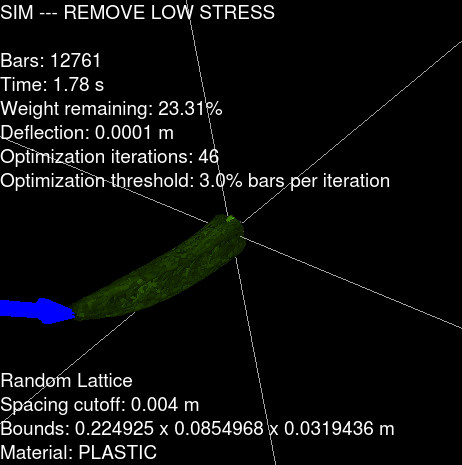 SIM --- REMOVE LOW STRESS
Bars: 12761
Time: 1.78 s
Weight remaining: 23.31%
Deflection: 0.0001 m
Optimization iterations: 46
Optimization threshold: 3.0% bars per iteration
Random Lattice
Spacing cutoff: 0.004 m
Bounds: 0.224925 x 0.0854968 x 0.0319436 m
Material: PLASTIC